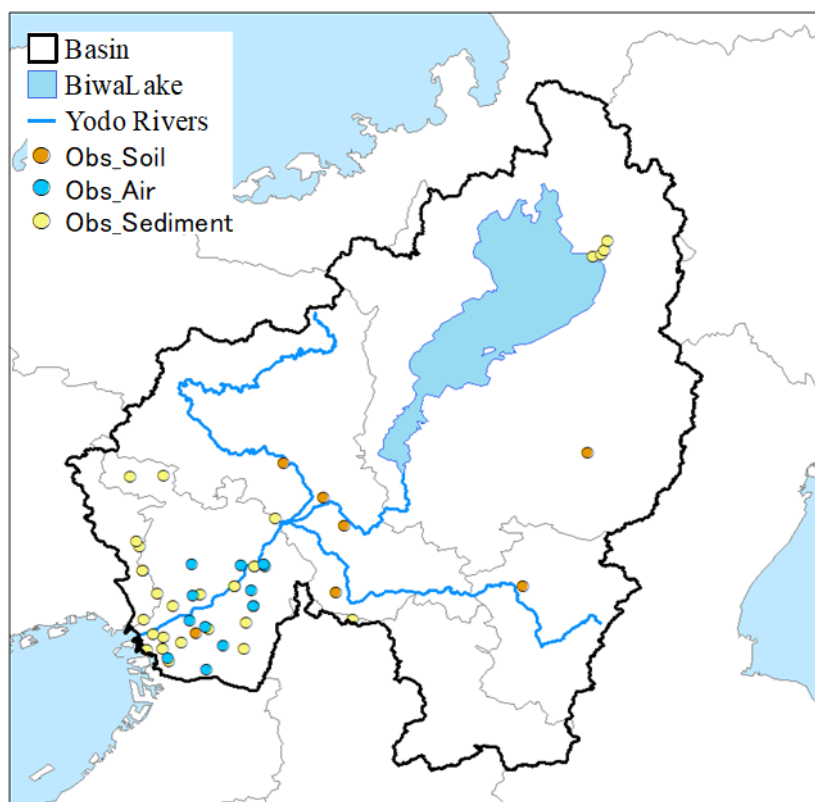 Basin
BiwaLake
Yodo Rivers
Obs_Soil
Obs_Air
Obs_Sediment